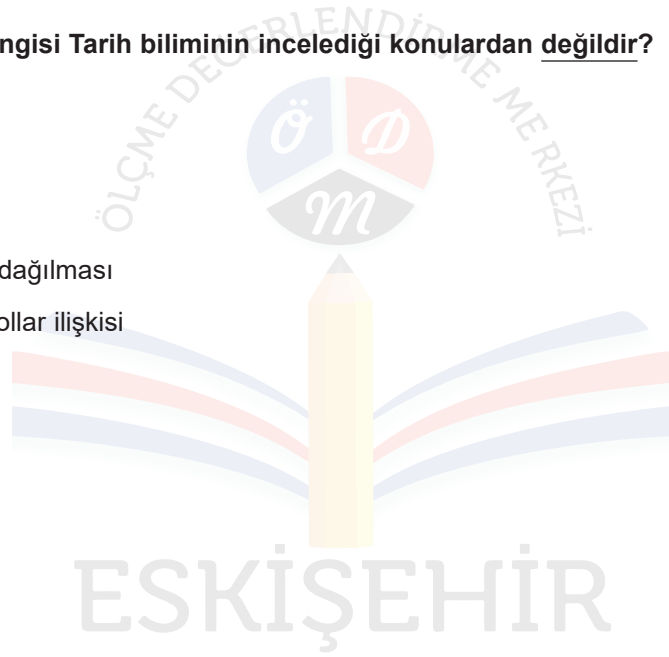 ngisi Tarih biliminin incelediği konulardan değildir?
ÖLÇME DEĞERLENDİRME MERKEZİ
Ö D
M
dağılması
ollar ilişkisi
ESKİŞEHİR